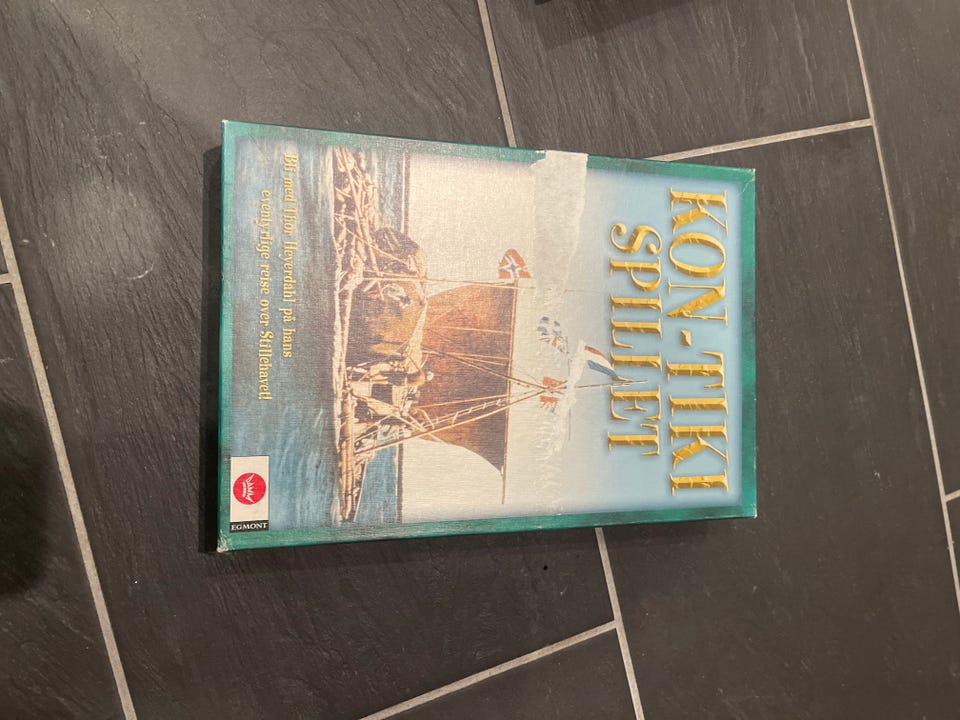 KON-TIKI
SPILLET
Bli med Thor Heyerdahl på hans
eventyrlige reise over Stillehavet!
EGMONT